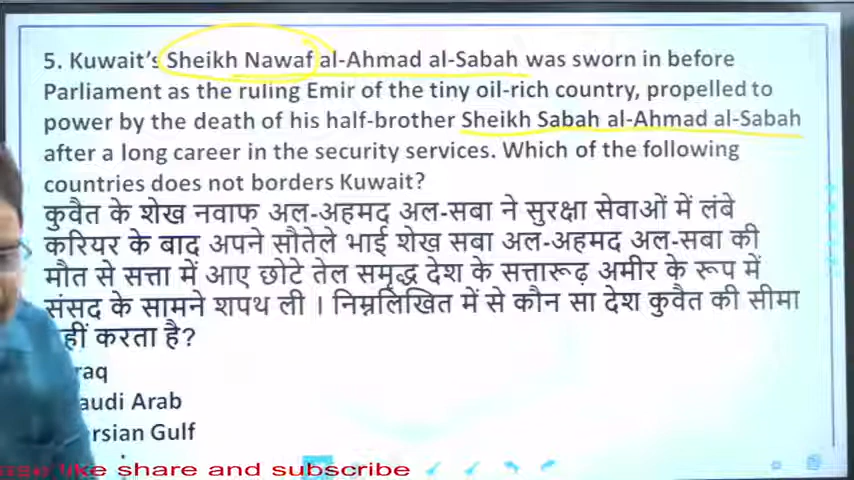 5. Kuwait's Sheikh Nawaf al-Ahmad al-Sabah was sworn in before
Parliament as the ruling Emir of the tiny oil-rich country, propelled to
power by the death of his half-brother Sheikh Sabah al-Ahmad al-Sabah
after a long career in the security services. Which of the following
countries does not borders Kuwait?
कुवैत के शेख नवाफ अल-अहमद अल-सबा ने सुरक्षा सेवाओं में लंबे
करियर के बाद अपने सौतेले भाई शेख सबा अल-अहमद अल-सबा की
मौत से सत्ता में आए छोटे तेल समृद्ध देश के सत्तारूढ़ अमीर के रूप में
संसद के सामने शपथ ली । निम्नलिखित में से कौन सा देश कुवैत की सीमा
हीं करता है?
raq
audi Arab
rsian Gulf
like share and subscribe